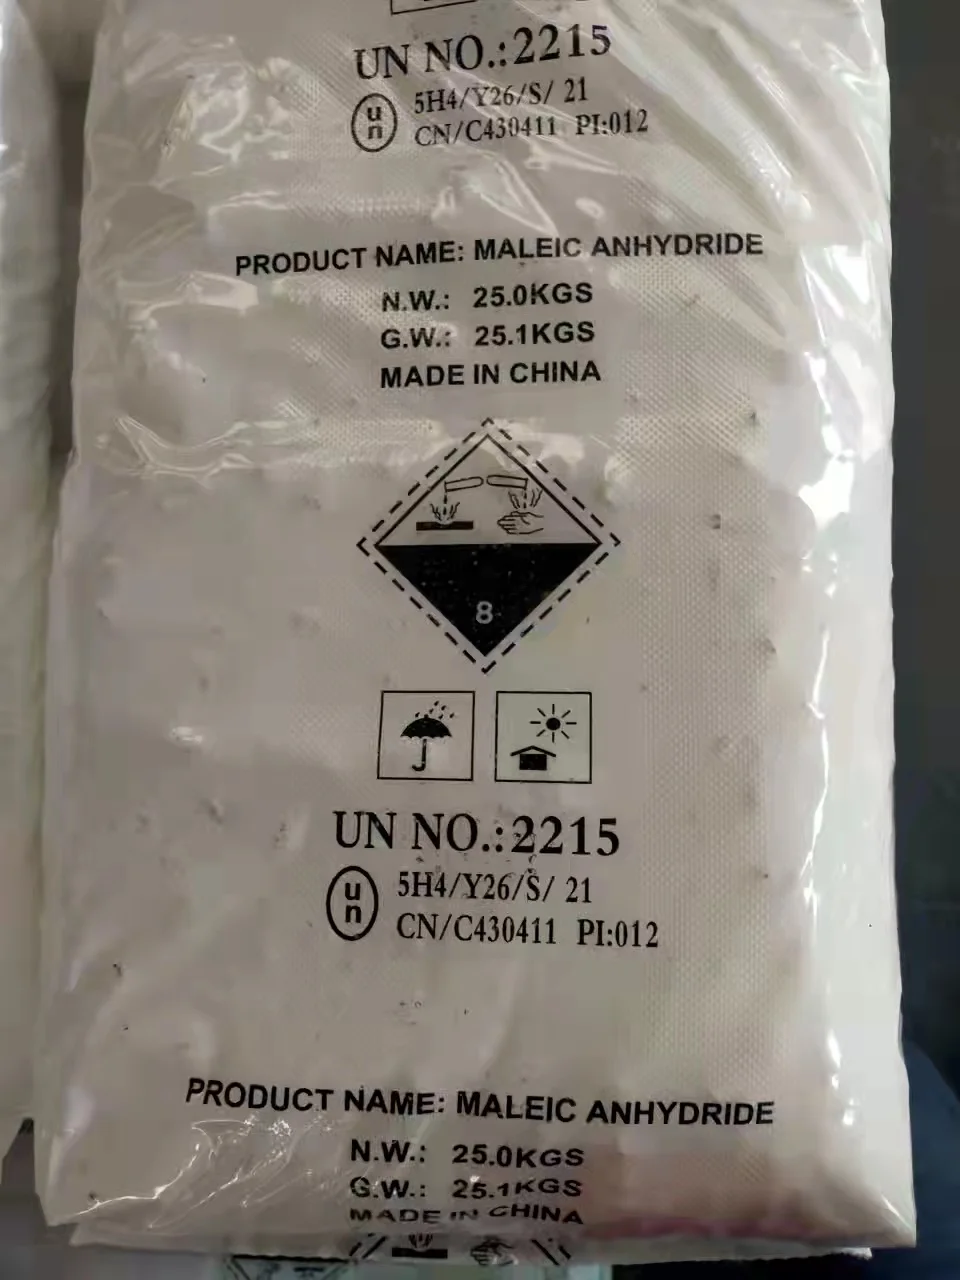 UN NO.:2215
un 5H4/Y26/S/ 21
CN/C430411 PI:012
PRODUCT NAME: MALEIC ANHYDRIDE
N.W.: 25.0KGS
G.W.: 25.1KGS
MADE IN CHINA
8
UN NO.:2215
un 5H4/Y26/S/ 21
CN/C430411 PI:012
PRODUCT NAME: MALEIC ANHYDRIDE
N.W.: 25.0KGS
G.W.: 25.1KGS
MADE IN CHINA